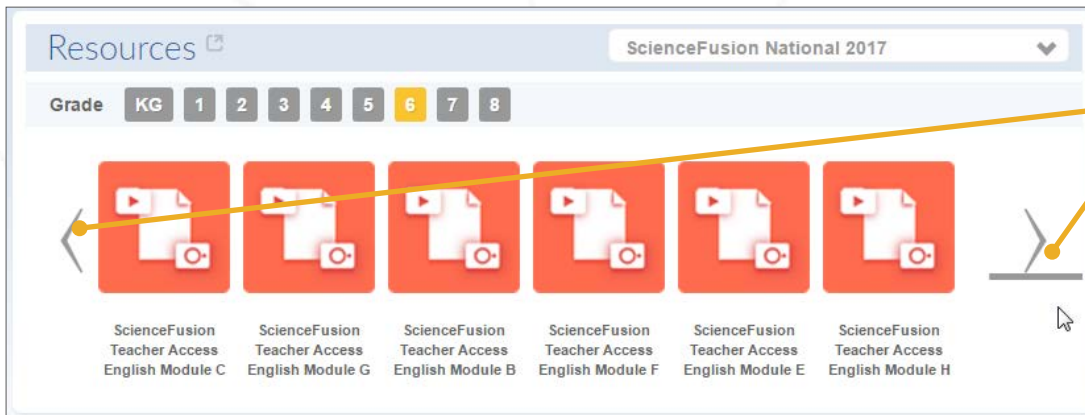 Resources
ScienceFusion National 2017
Grade KG 1 2 3 4 5 6 7 8
ScienceFusion
Teacher Access
English Module C
ScienceFusion
Teacher Access
English Module G
ScienceFusion
Teacher Access
English Module B
ScienceFusion
Teacher Access
English Module F
ScienceFusion
Teacher Access
English Module E
ScienceFusion
Teacher Access
English Module H